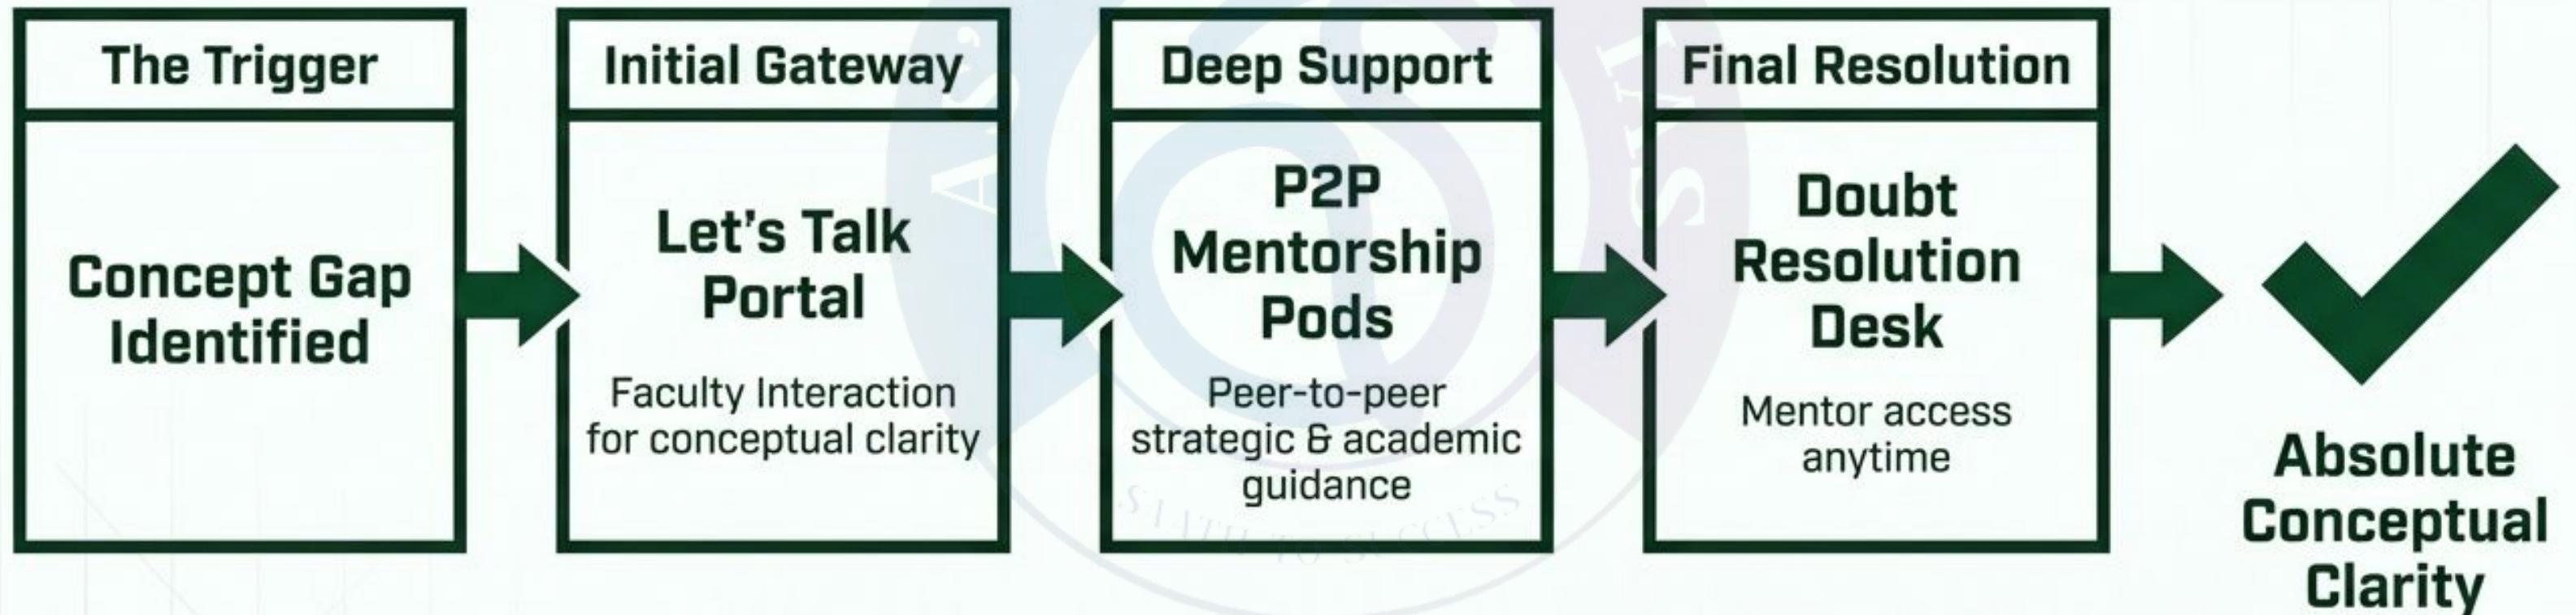 The Trigger
Concept Gap
Identified
Initial Gateway
Let's Talk
Portal
Faculty Interaction
for conceptual clarity
Deep Support
P2P
Mentorship
Pods
Peer-to-peer
strategic & academic
guidance
Final Resolution
Doubt
Resolution
Desk
Mentor access
anytime
Absolute
Conceptual
Clarity